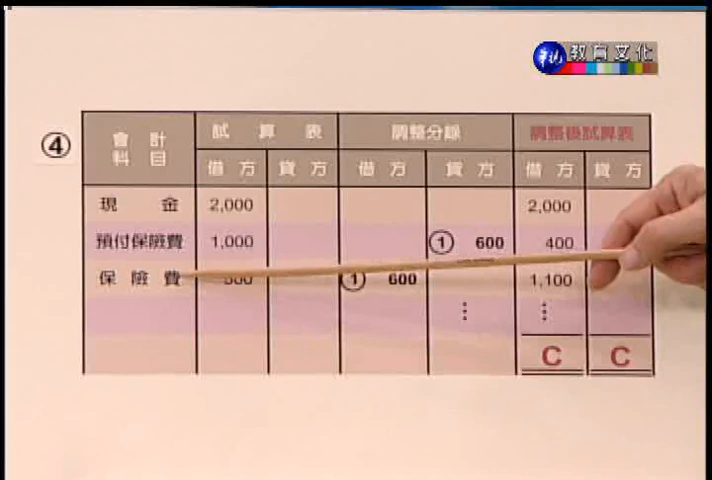 華視 教育文化
④
會計科目 試算表 調整分錄 調整後試算表
借方 貸方 借方 貸方 借方 貸方
現金 2,000 2,000
預付保險費 1,000 ① 600 400
保險費 500 ① 600 1,100
⋮ ⋮
C C